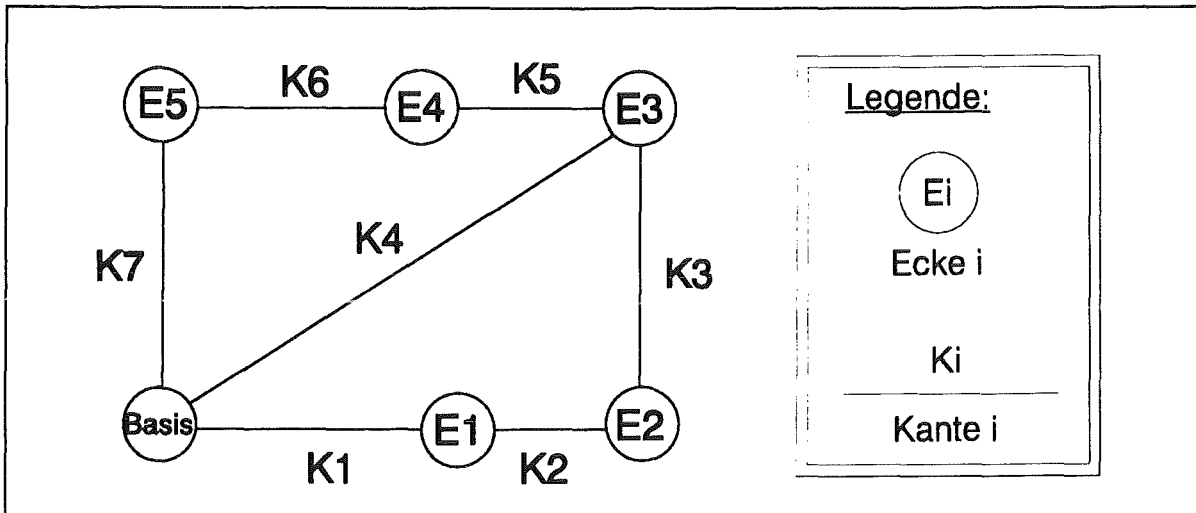 K6
K5
E5
E4
E3
K4
K7
K3
Basis
E1
E2
K1
K2
Legende:
Ei
Ecke i
Ki
Kante i